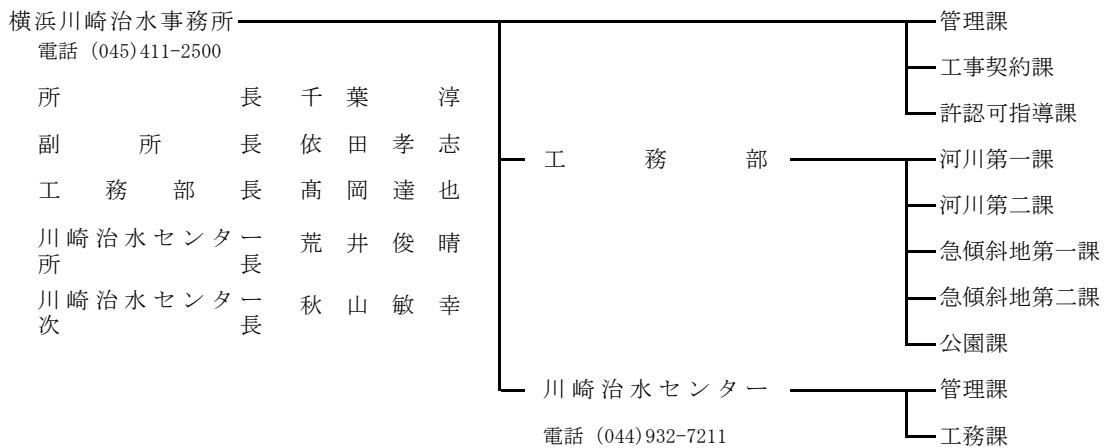 横浜川崎治水事務所
電話 (045)411-2500
所長 千葉淳
副所長 依田孝志
工務部長 髙岡達也
川崎治水センター所長 荒井俊晴
川崎治水センター次長 秋山敏幸
管理課
工事契約課
許認可指導課
工務部
河川第一課
河川第二課
急傾斜地第一課
急傾斜地第二課
公園課
川崎治水センター
電話 (044)932-7211
管理課
工務課